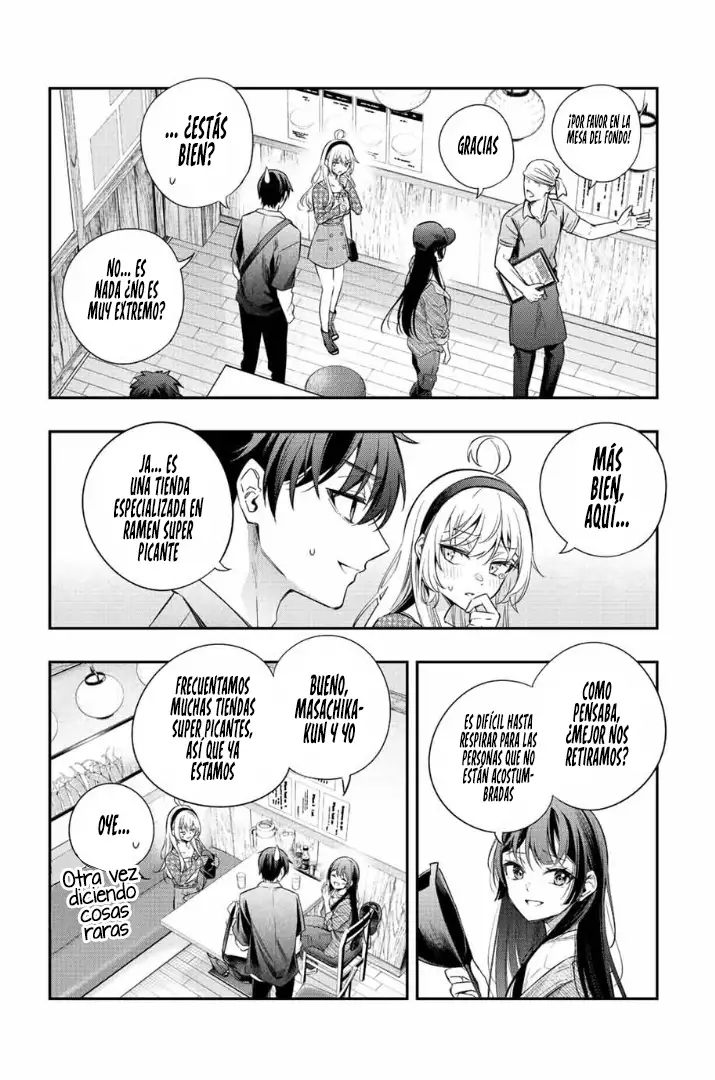 ¡POR FAVOR EN LA
MESA DEL FONDO!
GRACIAS
... ¿ESTÁS
BIEN?
NO... ES
NADA ¿NO ES
MUY EXTREMO?
MÁS
BIEN,
AQUI...
JA... ES
UNA TIENDA
ESPECIALIZADA EN
RAMEN SUPER
PICANTE
COMO
PENSABA,
¿MEJOR NOS
RETIRAMOS?
ES DIFÍCIL HASTA
RESPIRAR PARA LAS
PERSONAS QUE NO
ESTÁN ACOSTUM-
BRADAS
BUENO,
MASACHIKA-
KUN Y YO
FRECUENTAMOS
MUCHAS TIENDAS
SUPER PICANTES,
ASÍ QUE YA
ESTAMOS
OYE...
Otra vez
diciendo
cosas
raras